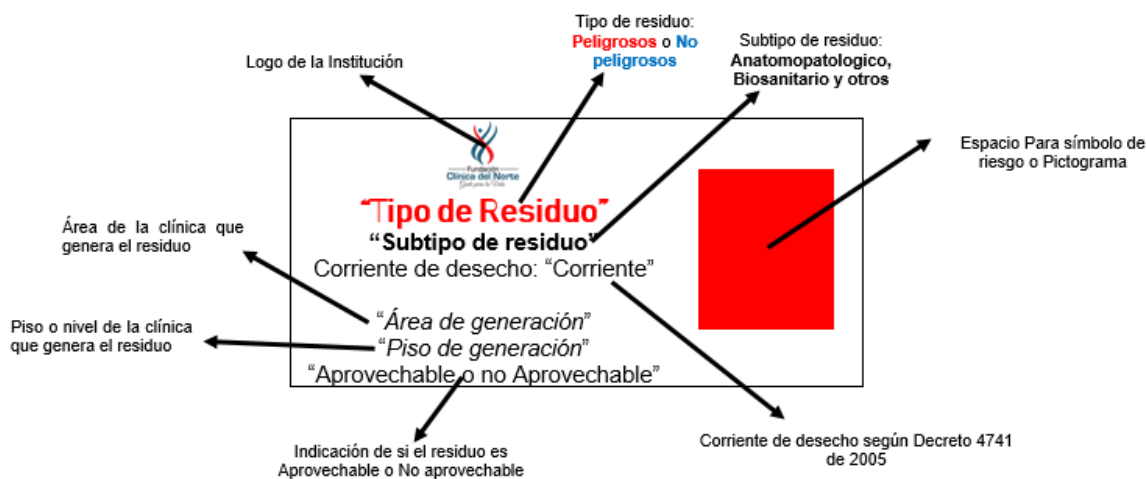 Tipo de residuo:
Peligrosos o No
peligrosos
Subtipo de residuo:
Anatomopatologico,
Biosanitario y otros
Logo de la Institución
Espacio Para símbolo de
riesgo o Pictograma
Fundación
Clínica del Norte
“Tipo de Residuo”
“Subtipo de residuo”
Corriente de desecho: “Corriente”
Área de la clínica que
genera el residuo
“Área de generación”
Piso o nivel de la clínica
que genera el residuo
“Piso de generación”
“Aprovechable o no Aprovechable”
Indicación de si el residuo es
Aprovechable o No aprovechable
Corriente de desecho según Decreto 4741
de 2005